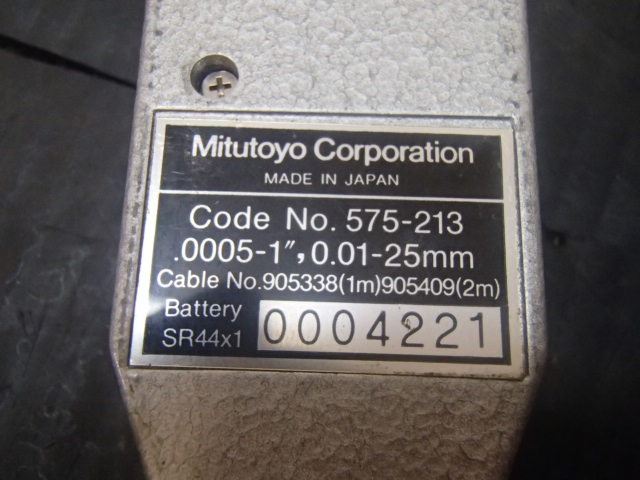 Mitutoyo Corporation
MADE IN JAPAN
Code No. 575-213
.0005-1″, 0.01-25mm
Cable No.905338(1m)905409(2m)
Battery
SR44x1
0004221